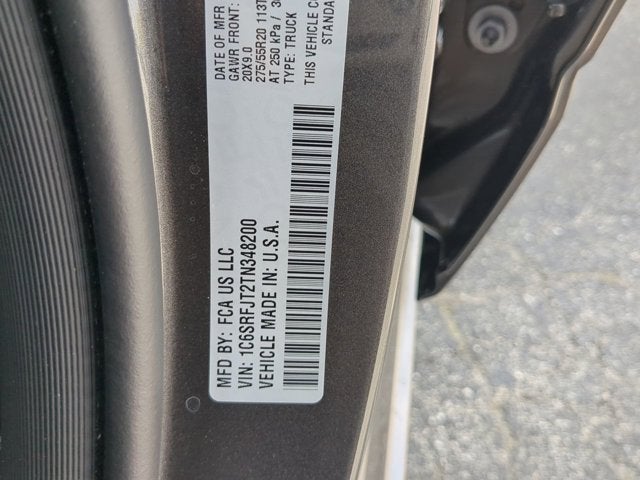 MFD BY: FCA US LLC
VIN: 1C6SRFJT2TN348200
VEHICLE MADE IN: U.S.A.
DATE OF MFR
GAWR FRONT:
20X9.0
275/55R20 113T
AT 250 kPa /
TYPE: TRUCK
THIS VEHICLE
STANDA